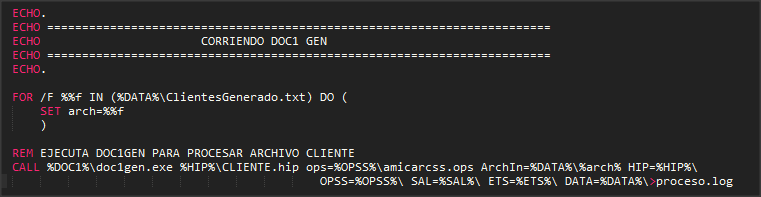 ECHO.
ECHO ========================================================================
ECHO                       CORRIENDO DOC1 GEN
ECHO ========================================================================
ECHO.

FOR /F %%f IN (%DATA%\ClientesGenerado.txt) DO (
    SET arch=%%f
    )

REM EJECUTA DOC1GEN PARA PROCESAR ARCHIVO CLIENTE
CALL %DOC1%\doc1gen.exe %HIP%\CLIENTE.hip ops=%OPSS%\amicarcss.ops ArchIn=%DATA%\%arch% HIP=%HIP%\
                                            OPSS=%OPSS%\ SAL=%SAL%\ ETS=%ETS%\ DATA=%DATA%\>proceso.log